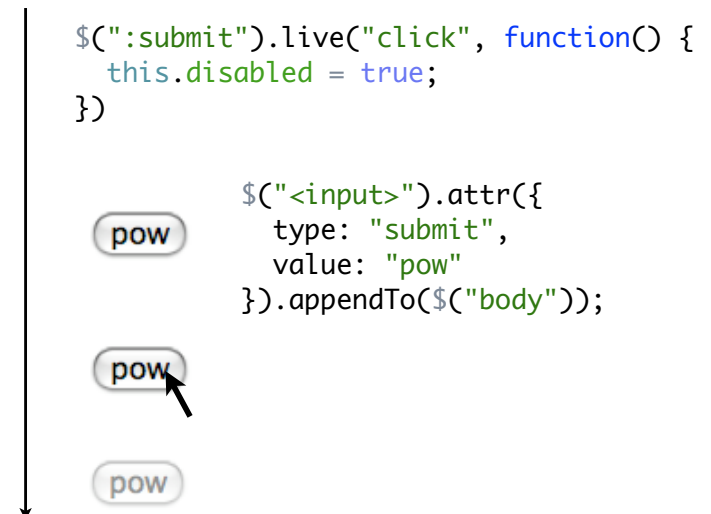 $(":submit").live("click", function() {
  this.disabled = true;
})
$("<input>").attr({
pow
  type: "submit",
  value: "pow"
}).appendTo($("body"));
pow
pow